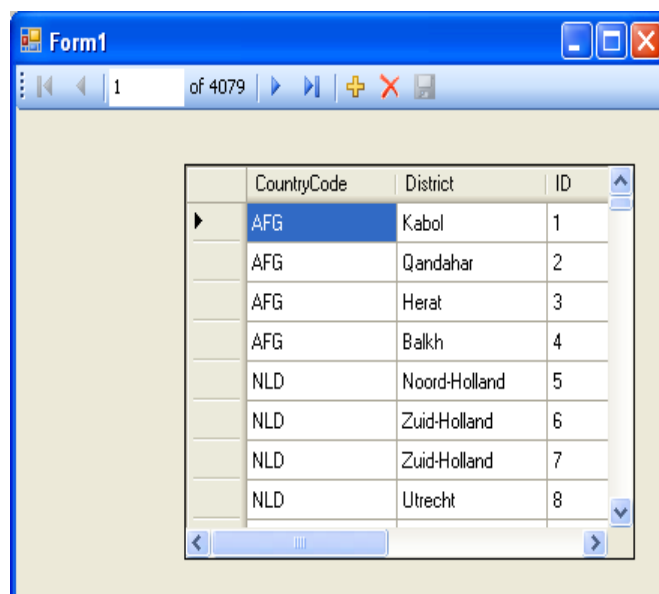 Form1
1 of 4079
CountryCode District ID
AFG Kabol 1
AFG Qandahar 2
AFG Herat 3
AFG Balkh 4
NLD Noord-Holland 5
NLD Zuid-Holland 6
NLD Zuid-Holland 7
NLD Utrecht 8